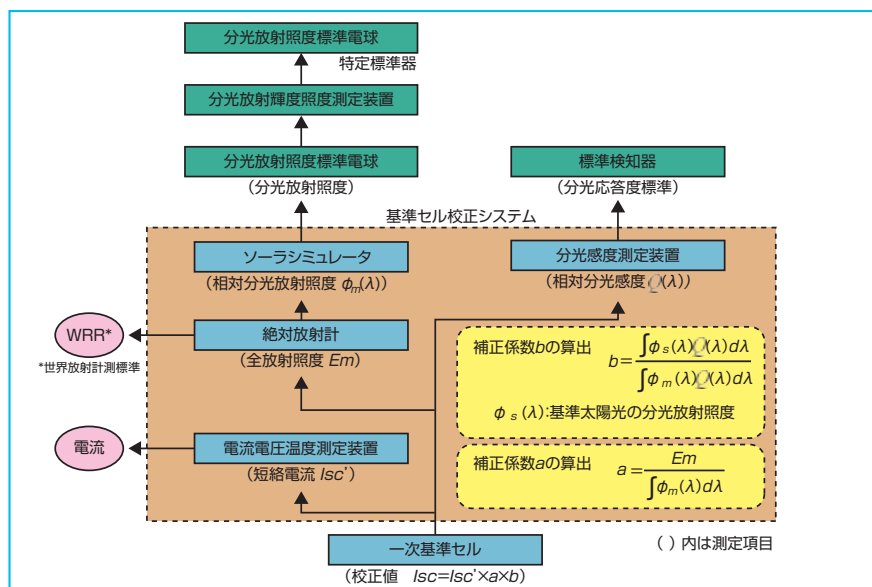 分光放射照度標準電球
特定標準器
分光放射輝度照度測定装置
分光放射照度標準電球
(分光放射照度)
標準検知器
(分光応答度標準)
基準セル校正システム
ソーラシミュレータ
(相対分光放射照度 ϕm(λ))
分光感度測定装置
(相対分光感度 Q(λ))
WRR*
*世界放射計測標準
絶対放射計
(全放射照度 Em)
補正係数bの算出 b=∫ϕs(λ)Q(λ)dλ/∫ϕm(λ)Q(λ)dλ
ϕs(λ):基準太陽光の分光放射照度
電流
電流電圧温度測定装置
(短絡電流 Isc')
補正係数aの算出 a=Em/∫ϕm(λ)dλ
一次基準セル
(校正値 Isc=Isc'×a×b)
( )内は測定項目